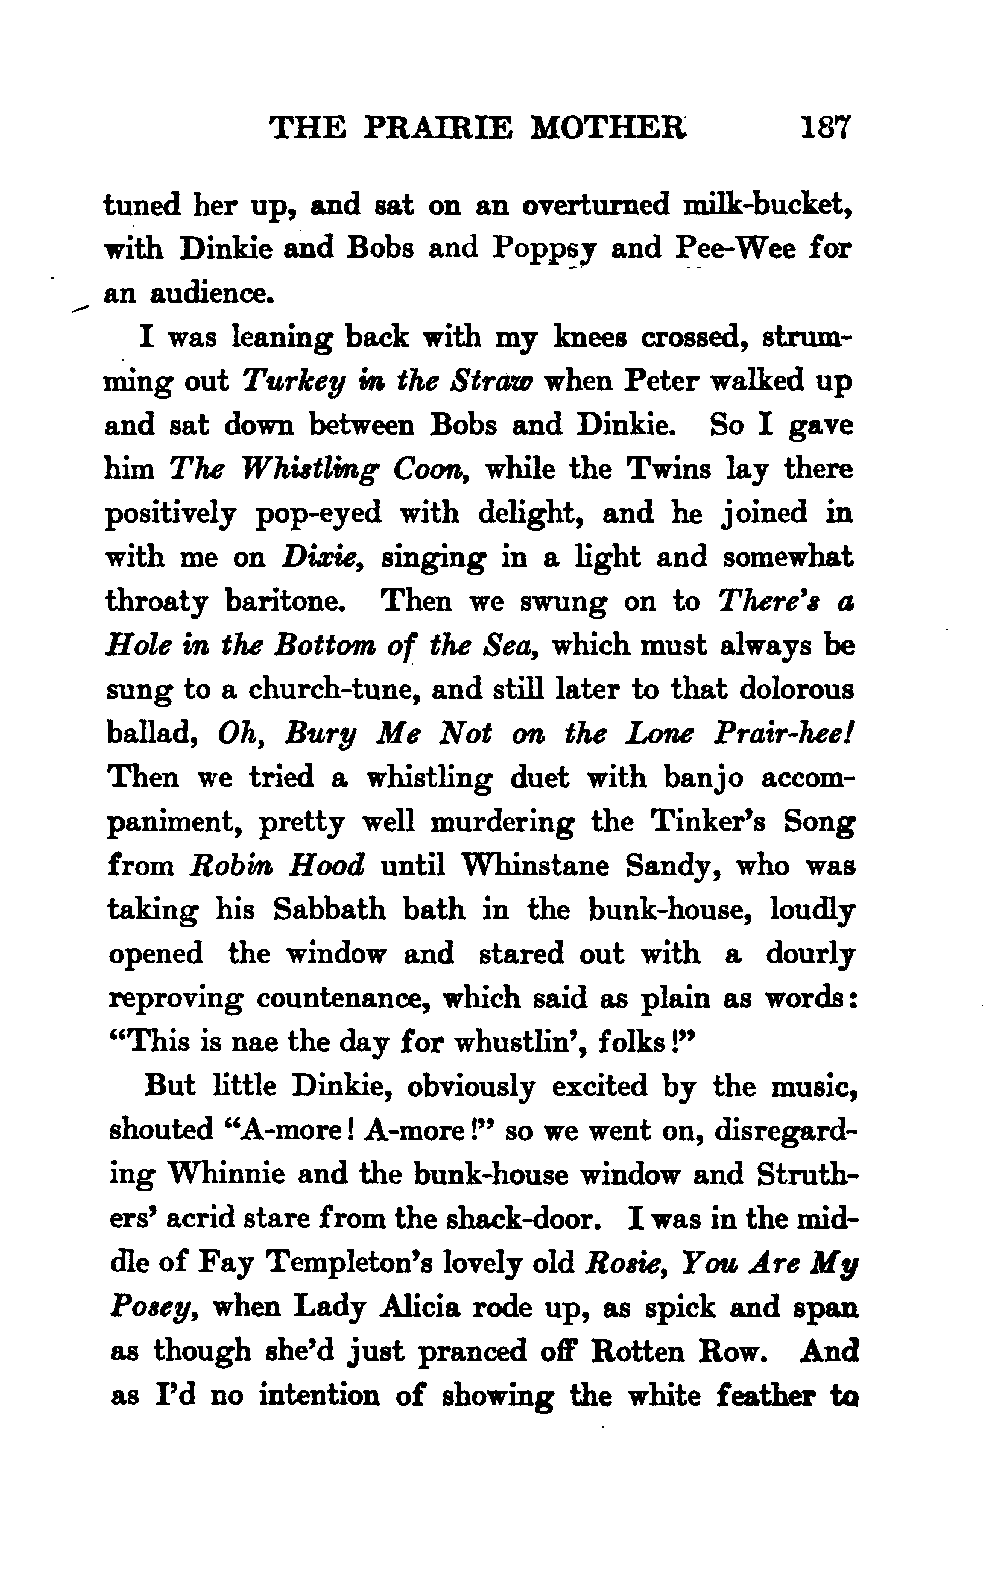 THE PRAIRIE MOTHER 187
tuned her up, and sat on an overturned milk-bucket,
with Dinkie and Bobs and Poppsy and Pee-Wee for
an audience.
I was leaning back with my knees crossed, strum-
ming out Turkey in the Straw when Peter walked up
and sat down between Bobs and Dinkie. So I gave
him The Whistling Coon, while the Twins lay there
positively pop-eyed with delight, and he joined in
with me on Dixie, singing in a light and somewhat
throaty baritone. Then we swung on to There's a
Hole in the Bottom of the Sea, which must always be
sung to a church-tune, and still later to that dolorous
ballad, Oh, Bury Me Not on the Lone Prair-hee!
Then we tried a whistling duet with banjo accom-
paniment, pretty well murdering the Tinker's Song
from Robin Hood until Whinstane Sandy, who was
taking his Sabbath bath in the bunk-house, loudly
opened the window and stared out with a dourly
reproving countenance, which said as plain as words:
"This is nae the day for whustlin', folks!"
But little Dinkie, obviously excited by the music,
shouted "A-more! A-more!" so we went on, disregard-
ing Whinnie and the bunk-house window and Struth-
ers' acrid stare from the shack-door. I was in the mid-
dle of Fay Templeton's lovely old Rosie, You Are My
Posey, when Lady Alicia rode up, as spick and span
as though she'd just pranced off Rotten Row. And
as I'd no intention of showing the white feather to